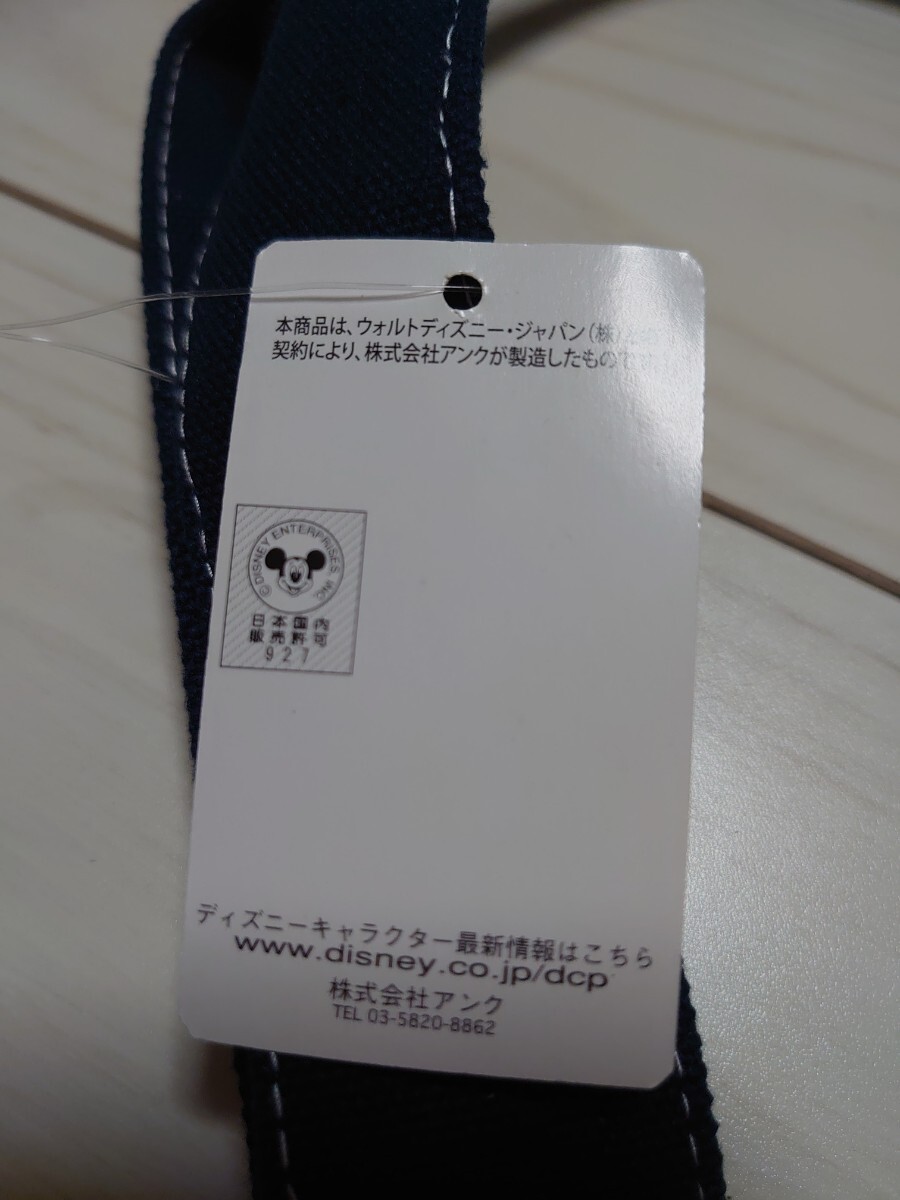 本商品は、ウォルトディズニー・ジャパン(株)
契約により、株式会社アンクが製造したものです
© DISNEY ENTERPRISES INC
日本国内
販売許可
927
ディズニーキャラクター最新情報はこちら
www.disney.co.jp/dcp
株式会社アンク
TEL 03-5820-8862